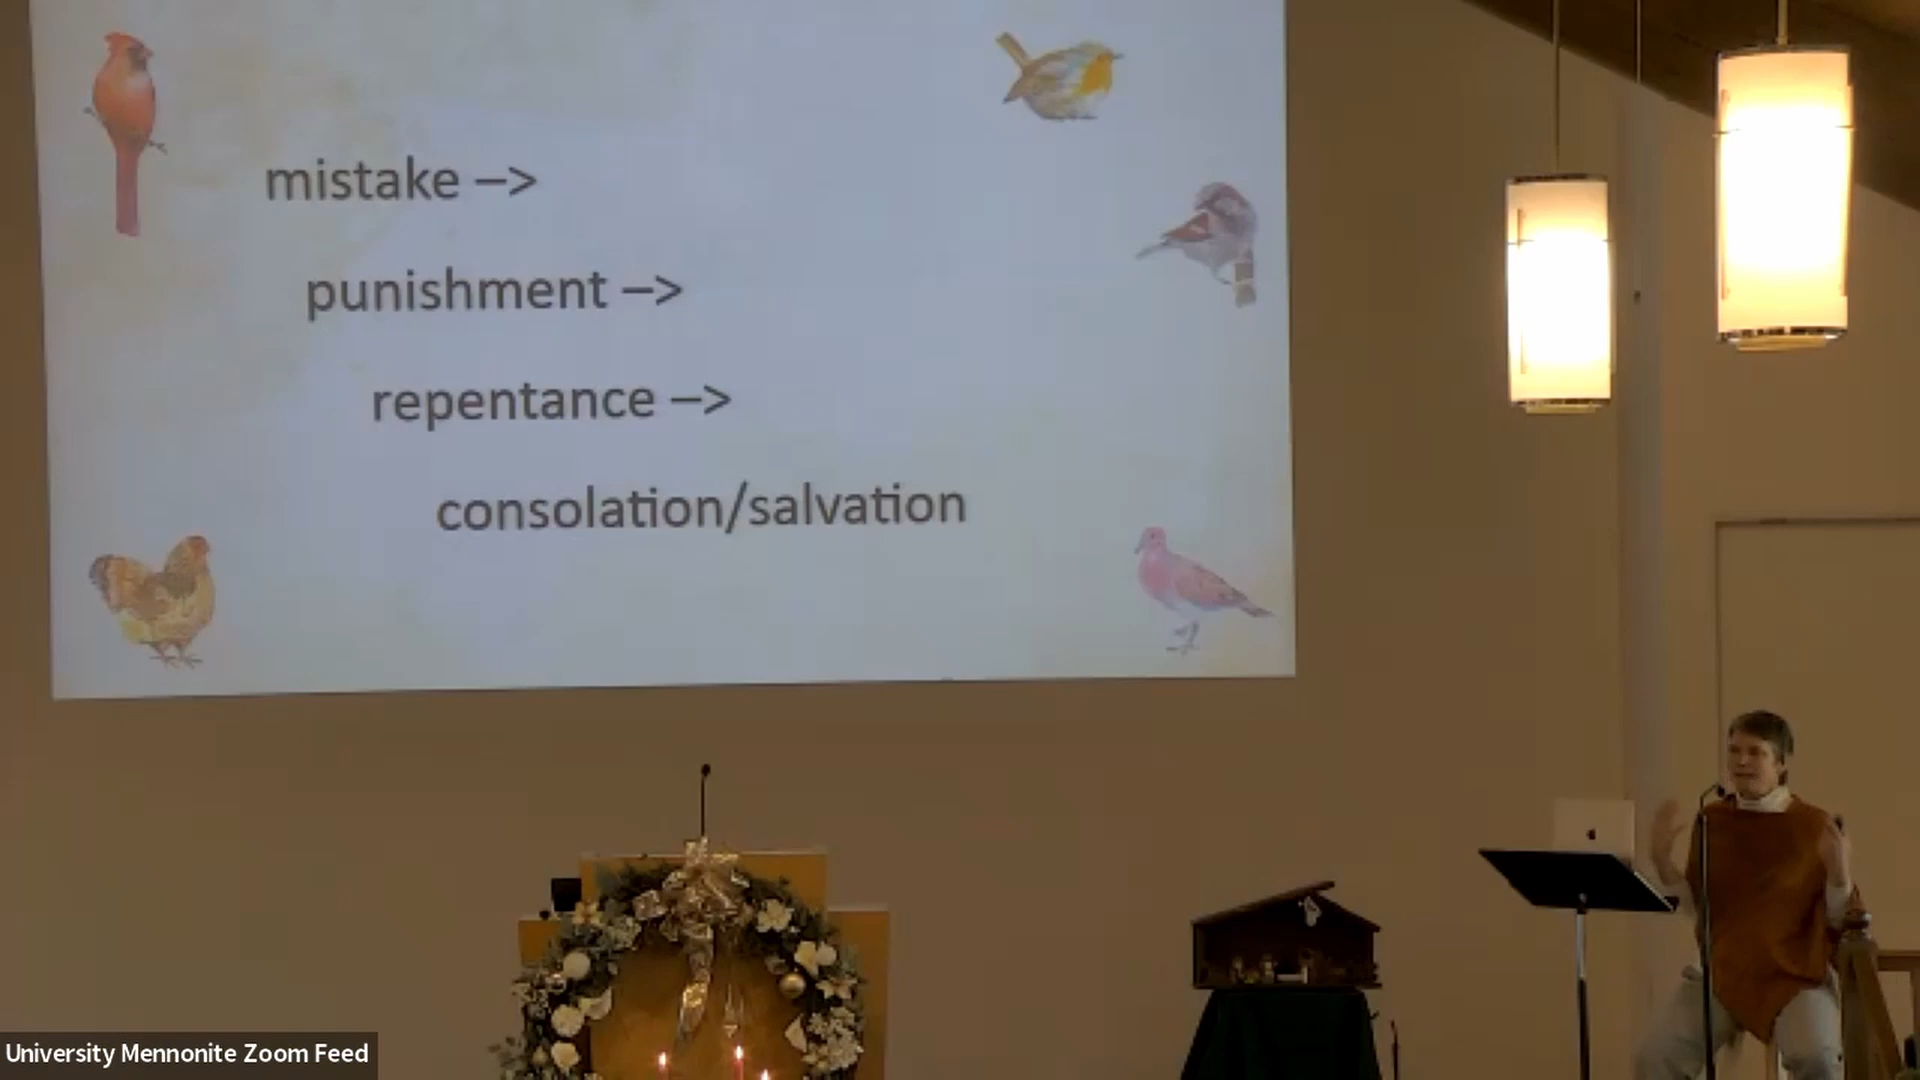 mistake –>
punishment –>
repentance –>
consolation/salvation
University Mennonite Zoom Feed